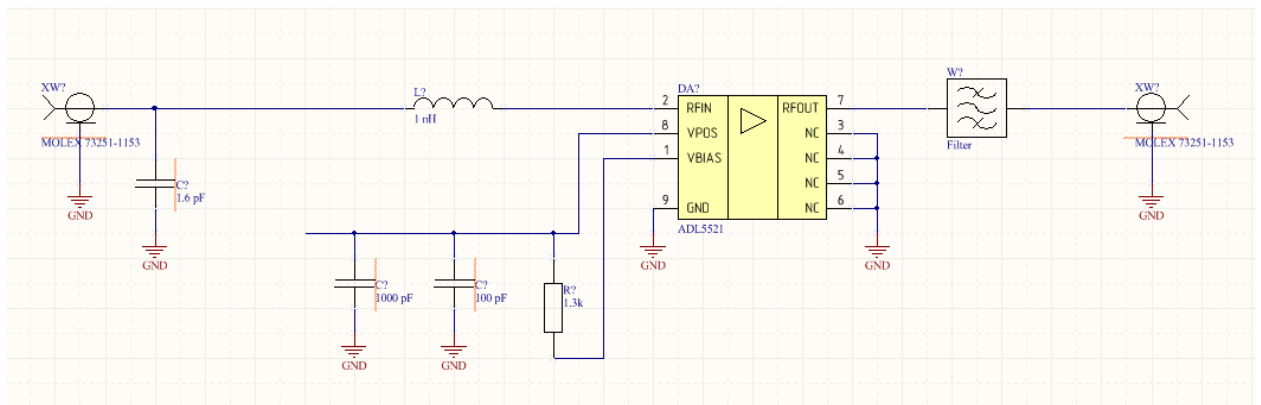 XW?
MOLEX 73251-1153
GND
C?
1.6 pF
GND
L?
1 nH
DA?
2 RFIN RFOUT 7
8 VPOS NC 3
1 VBIAS NC 4
NC 5
9 GND NC 6
ADL5521
GND
GND
W?
Filter
XW?
MOLEX 73251-1153
GND
C?
1000 pF
GND
C?
100 pF
GND
R?
1.3k